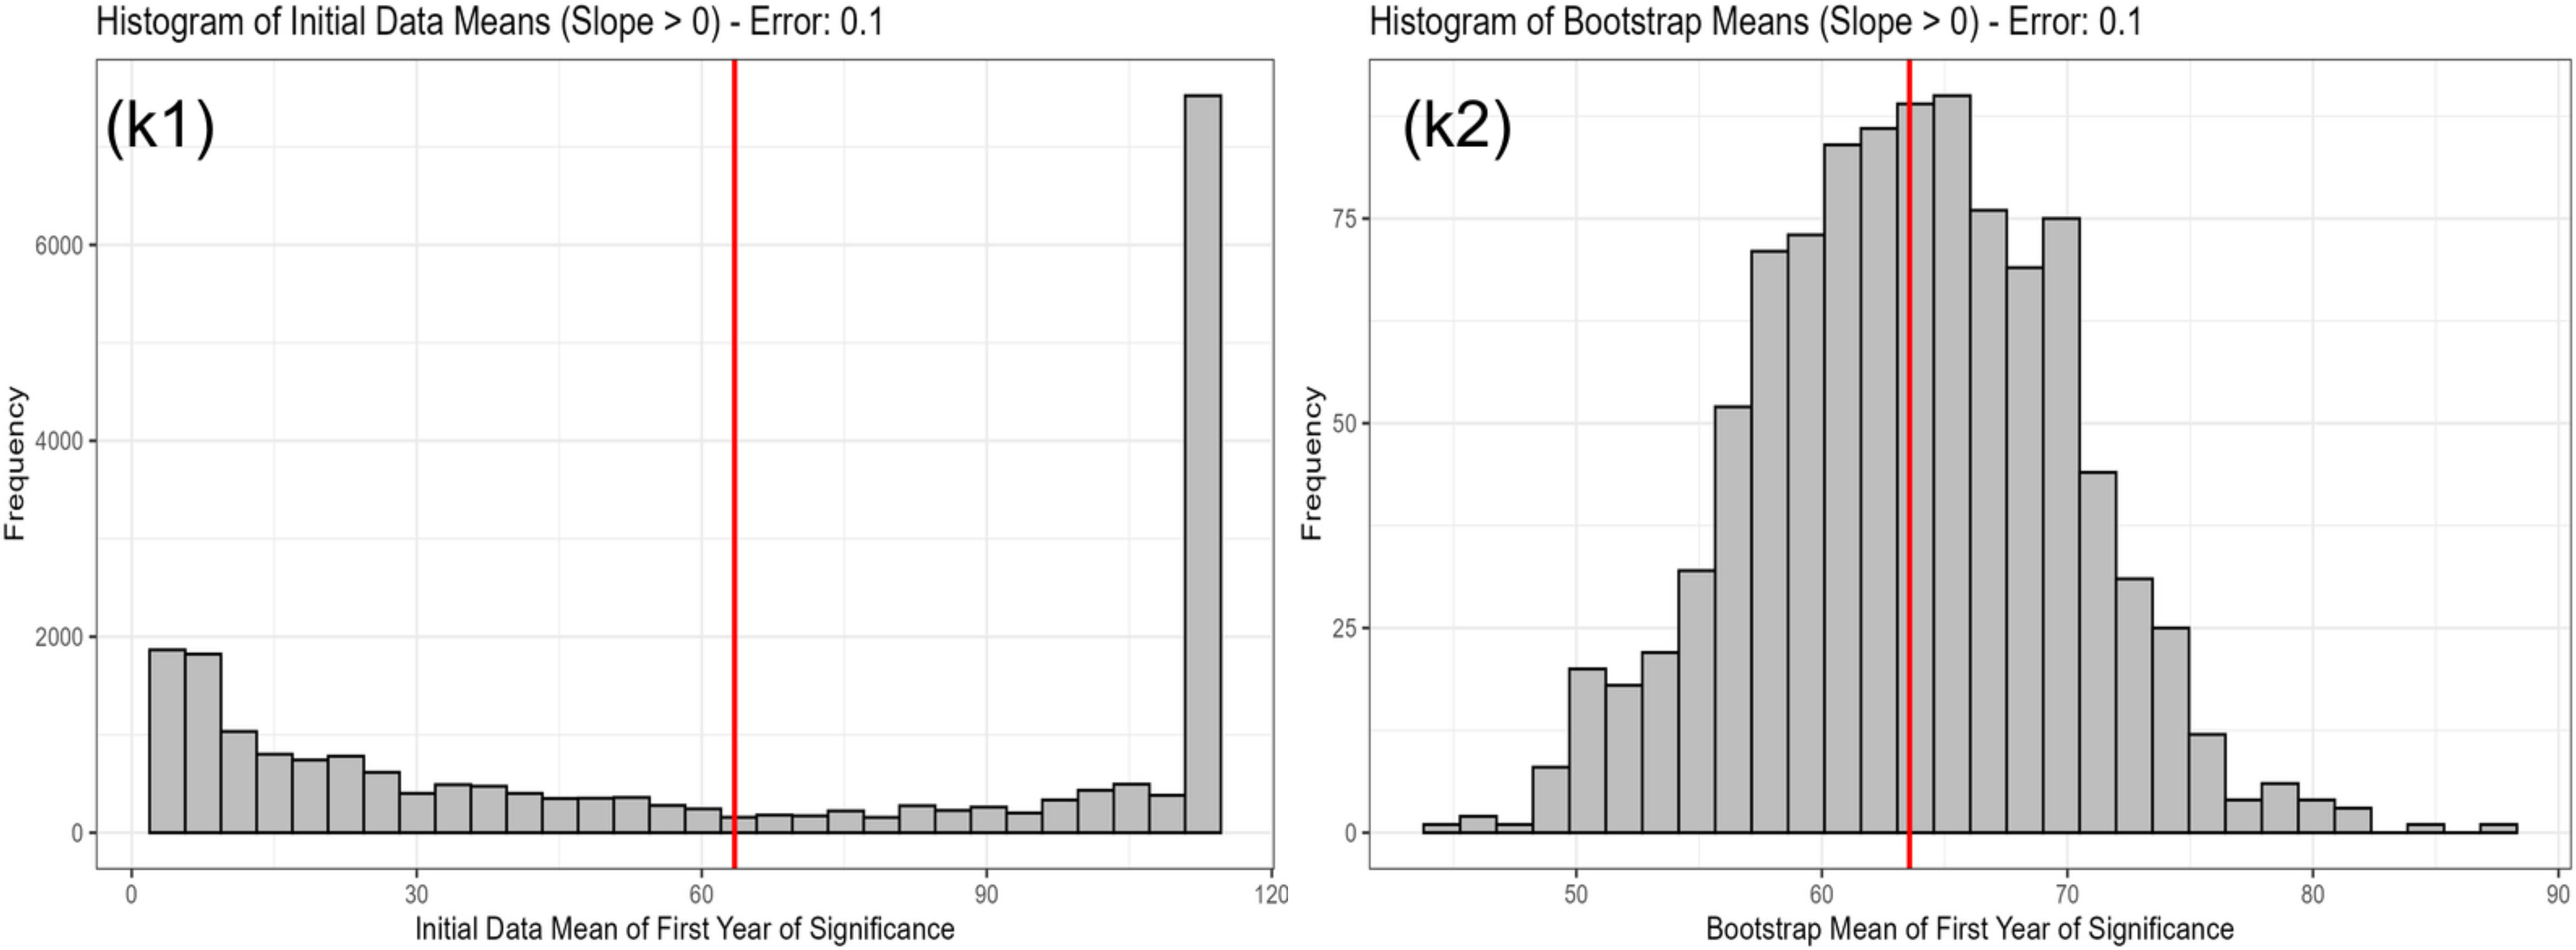 Histogram of Initial Data Means (Slope > 0) - Error: 0.1
(k1)
Frequency
6000
4000
2000
0
0 30 60 90 120
Initial Data Mean of First Year of Significance
Histogram of Bootstrap Means (Slope > 0) - Error: 0.1
(k2)
Frequency
75
50
25
0
50 60 70 80 90
Bootstrap Mean of First Year of Significance